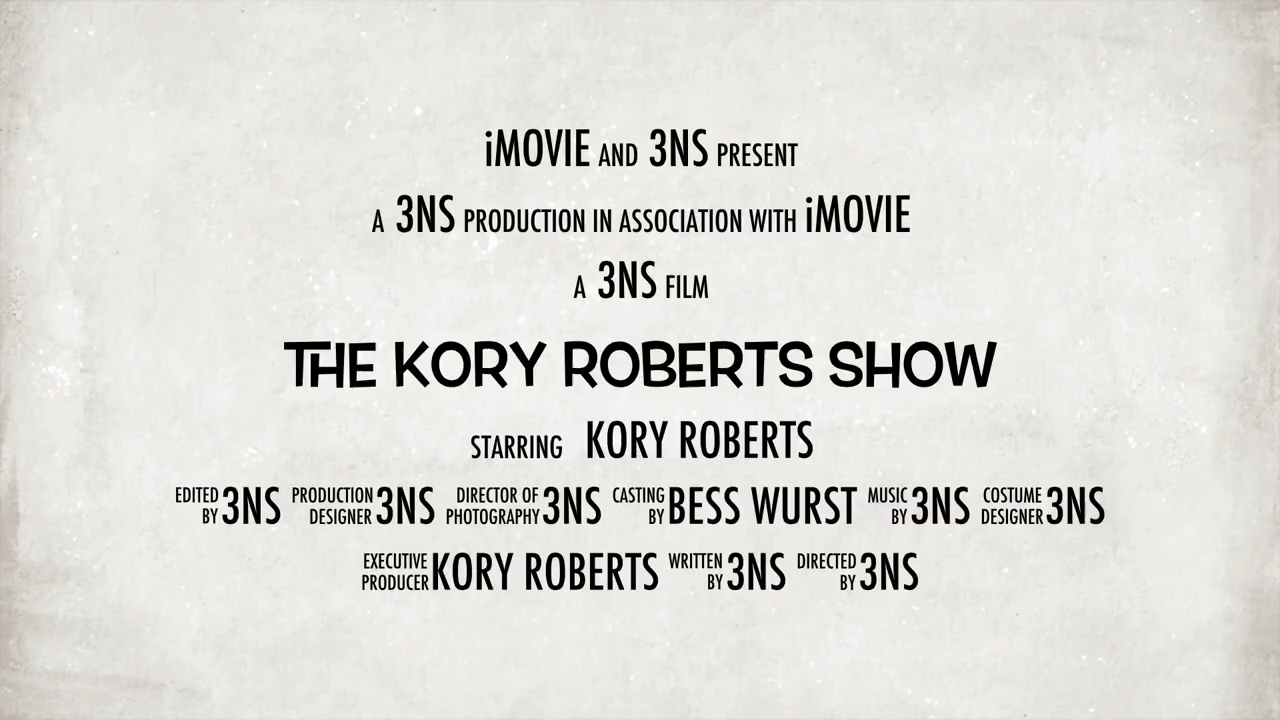 iMOVIE AND 3NS PRESENT
A 3NS PRODUCTION IN ASSOCIATION WITH iMOVIE
A 3NS FILM
THE KORY ROBERTS SHOW
STARRING KORY ROBERTS
EDITED BY 3NS PRODUCTION DESIGNER 3NS DIRECTOR OF PHOTOGRAPHY 3NS CASTING BY BESS WURST MUSIC BY 3NS COSTUME DESIGNER 3NS
EXECUTIVE PRODUCER KORY ROBERTS WRITTEN BY 3NS DIRECTED BY 3NS